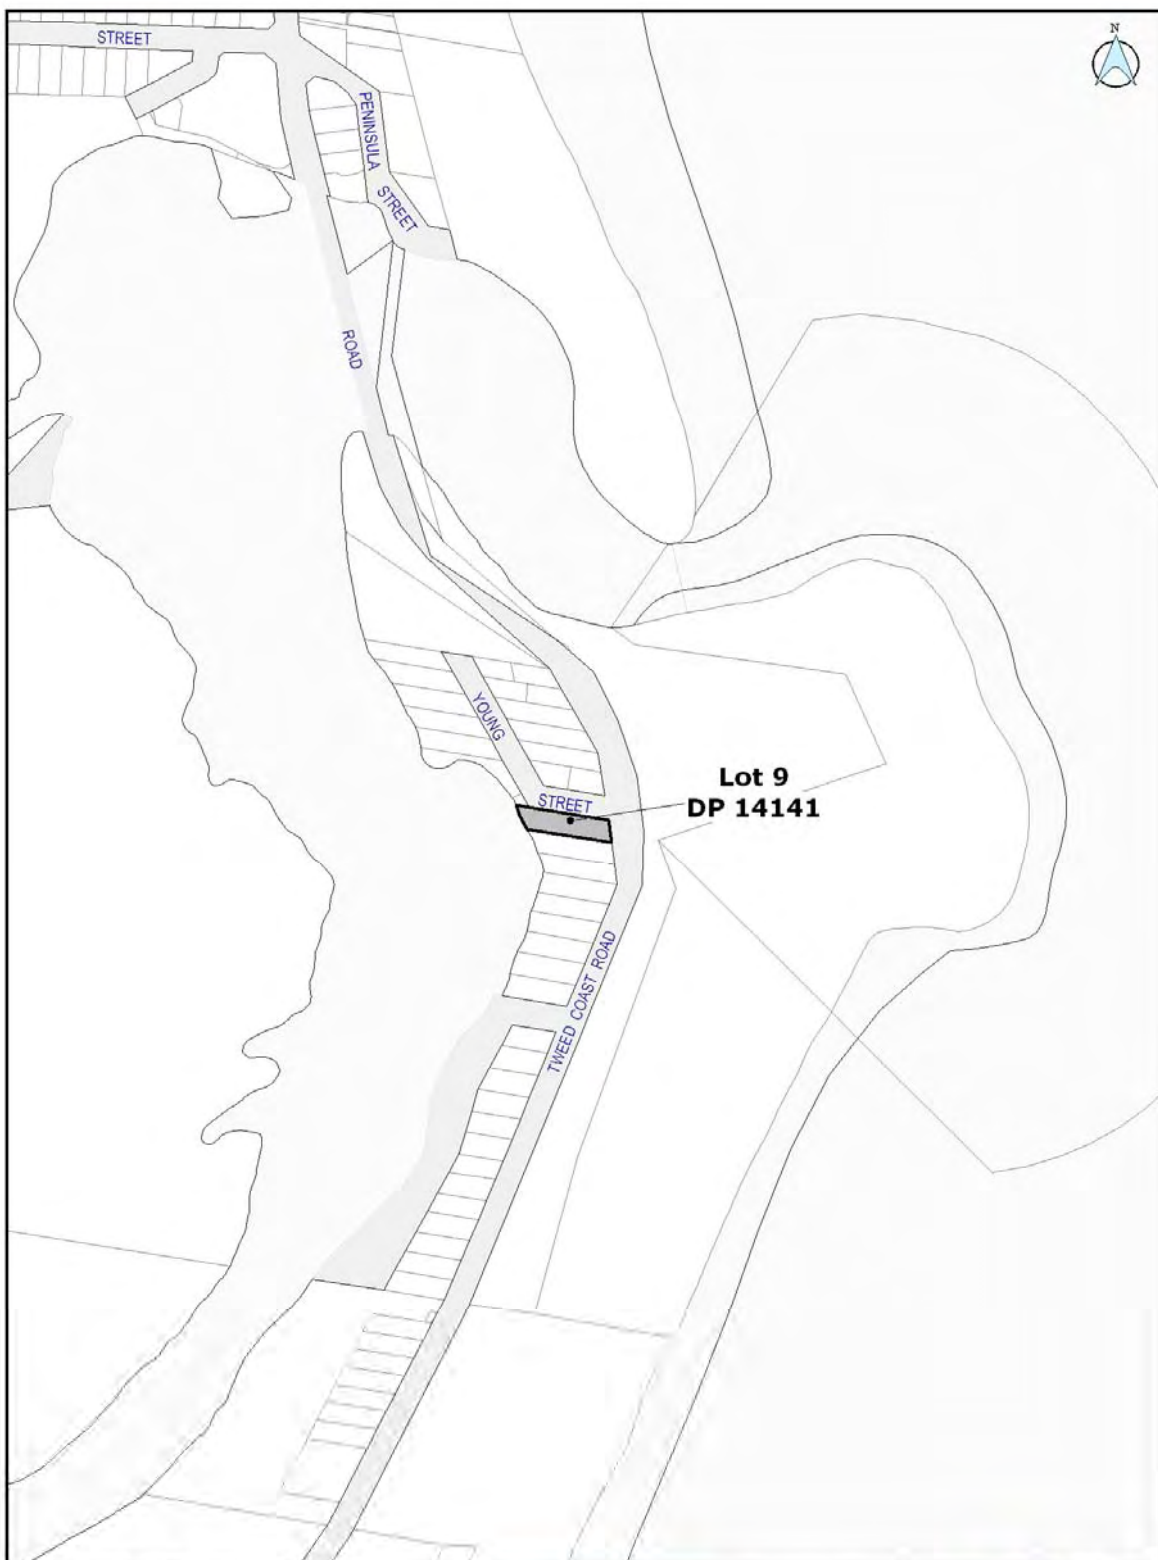 STREET
N
PENINSULA
STREET
ROAD
YOUNG
STREET
Lot 9
DP 14141
TWEED COAST ROAD